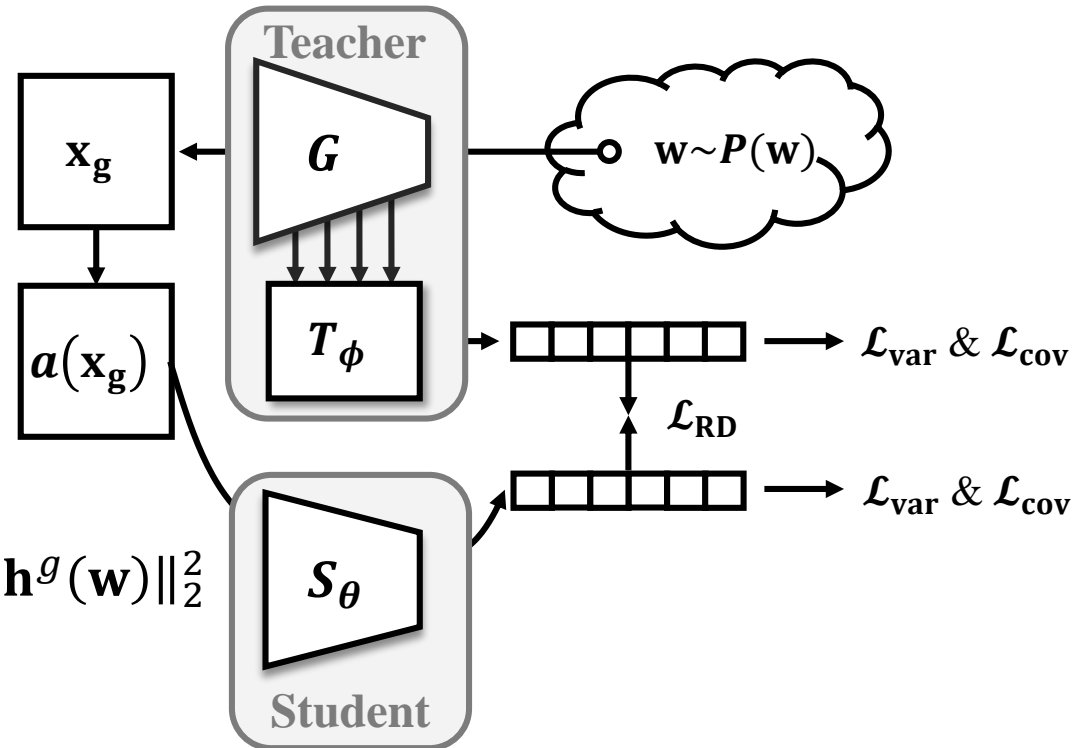 Teacher
𝐱_𝐠
𝑮
𝐰~𝑷(𝐰)
𝒂(𝐱_𝐠)
𝑻_𝝓
ℒ_var & ℒ_cov
ℒ_RD
ℒ_var & ℒ_cov
𝐡^𝑔(𝐰)‖_2^2
𝑺_𝜽
Student